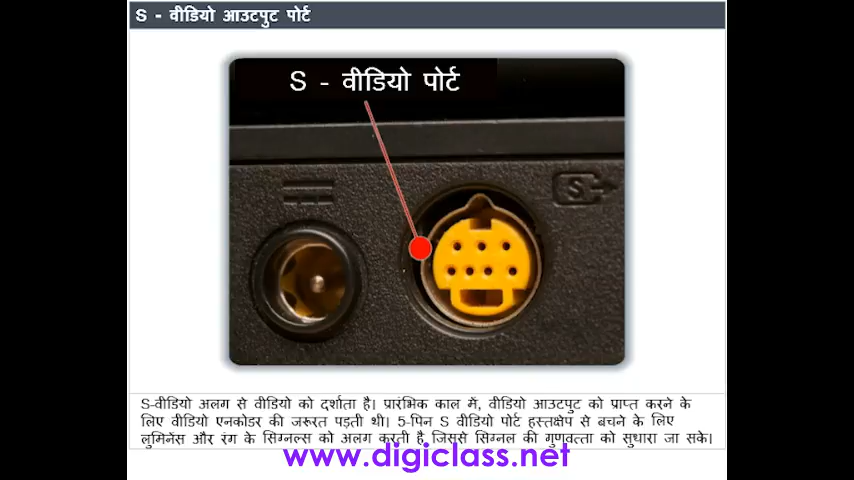 S - वीडियो आउटपुट पोर्ट
S - वीडियो पोर्ट
S
S-वीडियो अलग से वीडियो को दर्शाता है। प्रारंभिक काल में, वीडियो आउटपुट को प्राप्त करने के
लिए वीडियो एनकोडर की जरूरत पड़ती थी। 5-पिन S वीडियो पोर्ट हस्तक्षेप से बचने के लिए
लुमिनेंस और रंग के सिग्नल्स को अलग करती है, जिससे सिग्नल की गुणवत्ता को सुधारा जा सके।
www.digiclass.net